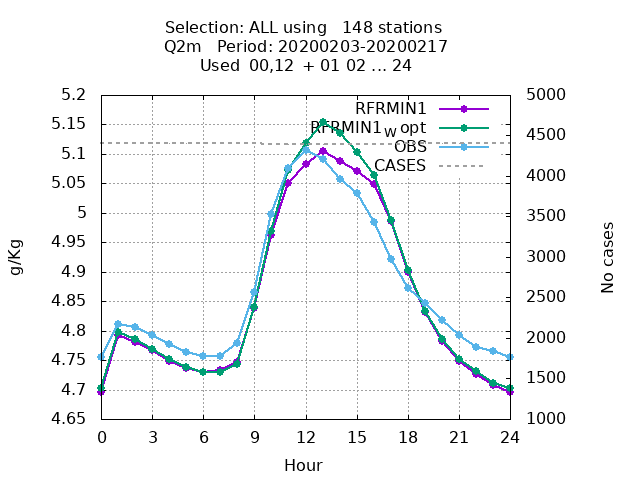 Selection: ALL using   148 stations
Q2m   Period: 20200203-20200217
Used  00,12  + 01 02 ... 24
5.2
5.15
5.1
5.05
5
4.95
4.9
4.85
4.8
4.75
4.7
4.65
g/Kg
RFRMIN1
RFRMIN1w opt
OBS
CASES
5000
4500
4000
3500
3000
2500
2000
1500
1000
No cases
0 3 6 9 12 15 18 21 24
Hour